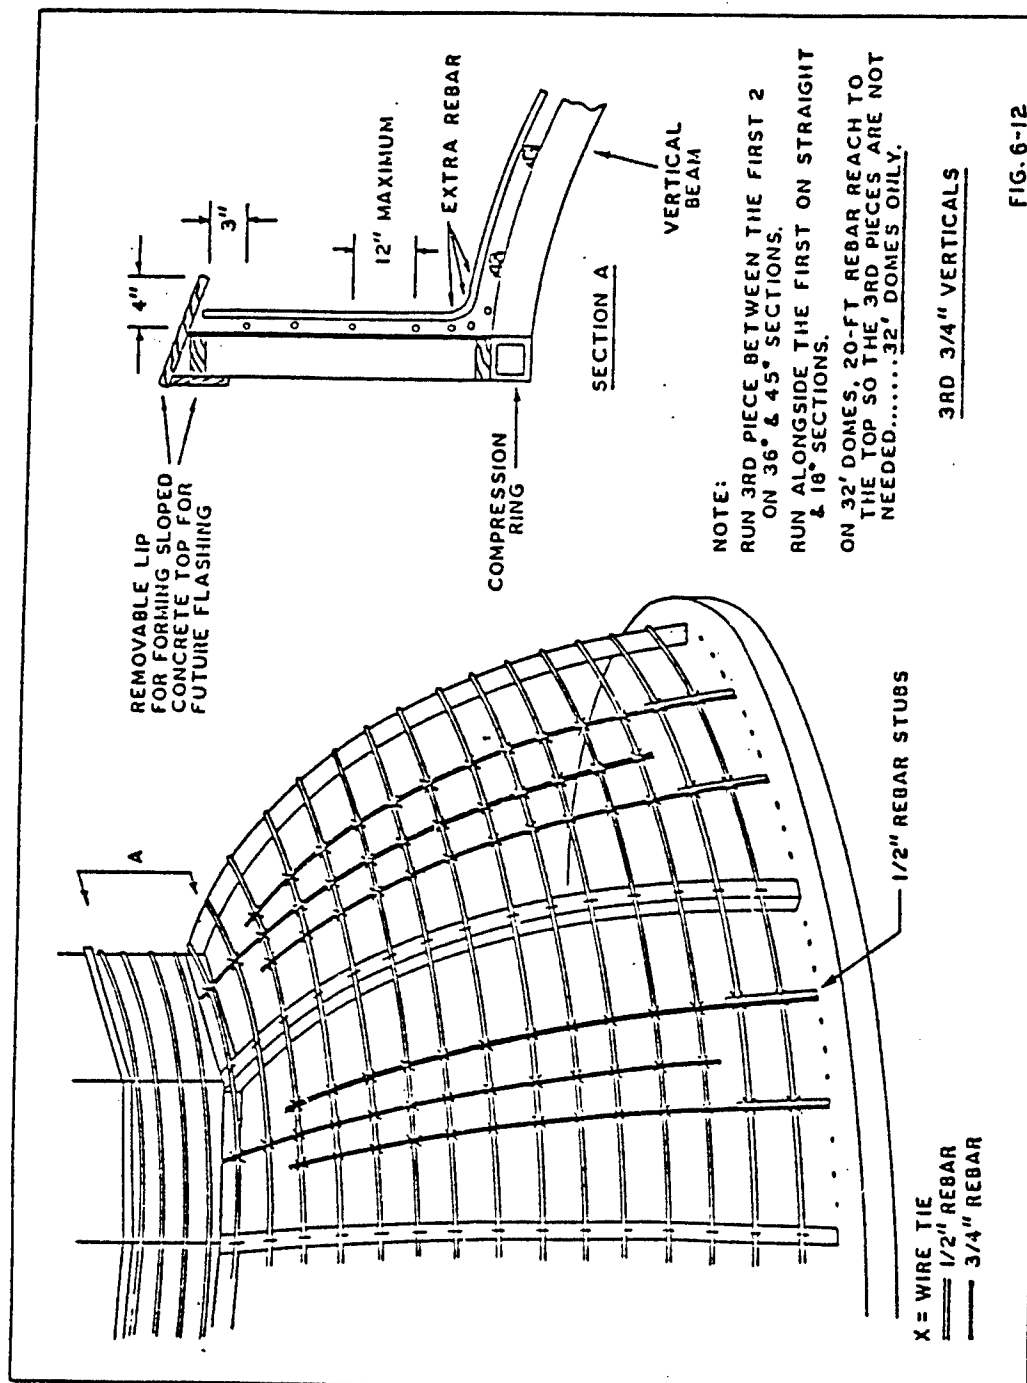 REMOVABLE LIP
FOR FORMING SLOPED
CONCRETE TOP FOR
FUTURE FLASHING
4"
3"
12" MAXIMUM
EXTRA REBAR
COMPRESSION
RING
VERTICAL
BEAM
SECTION A
A
NOTE:
RUN 3RD PIECE BETWEEN THE FIRST 2
ON 36° & 45° SECTIONS.
RUN ALONGSIDE THE FIRST ON STRAIGHT
& 18° SECTIONS.
ON 32' DOMES, 20-FT REBAR REACH TO
THE TOP SO THE 3RD PIECES ARE NOT
NEEDED......32' DOMES ONLY.
1/2" REBAR STUBS
X = WIRE TIE
1/2" REBAR
3/4" REBAR
3RD 3/4" VERTICALS
FIG. 6-12